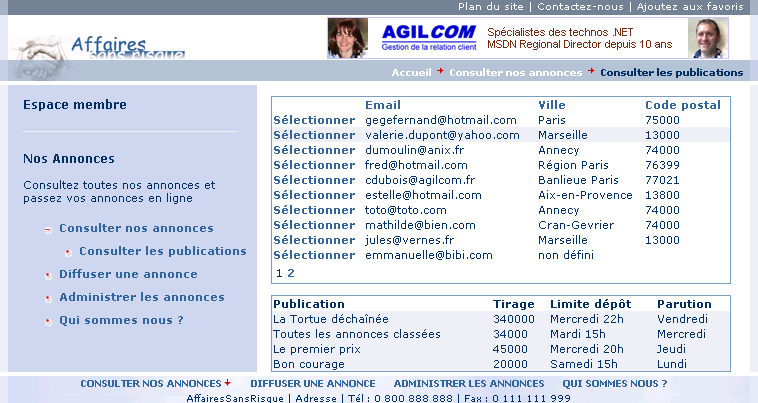 Plan du site | Contactez-nous | Ajoutez aux favoris
Affaires
sans risque
AGILCOM
Gestion de la relation client
Spécialistes des technos .NET
MSDN Regional Director depuis 10 ans
Accueil Consulter nos annonces Consulter les publications
Espace membre
Nos Annonces
Consultez toutes nos annonces et
passez vos annonces en ligne
Consulter nos annonces
Consulter les publications
Diffuser une annonce
Administrer les annonces
Qui sommes nous ?
Email Ville Code postal
Sélectionner gegefernand@hotmail.com Paris 75000
Sélectionner valerie.dupont@yahoo.com Marseille 13000
Sélectionner dumoulin@anix.fr Annecy 74000
Sélectionner fred@hotmail.com Région Paris 76399
Sélectionner cdubois@agilcom.fr Banlieue Paris 77021
Sélectionner estelle@hotmail.com Aix-en-Provence 13800
Sélectionner toto@toto.com Annecy 74000
Sélectionner mathilde@bien.com Cran-Gevrier 74000
Sélectionner jules@vernes.fr Marseille 13000
Sélectionner emmanuelle@bibi.com non défini
1 2
Publication Tirage Limite dépôt Parution
La Tortue déchaînée 340000 Mercredi 22h Vendredi
Toutes les annonces classées 34000 Mardi 15h Mercredi
Le premier prix 45000 Mercredi 20h Jeudi
Bon courage 20000 Samedi 15h Lundi
CONSULTER NOS ANNONCES DIFFUSER UNE ANNONCE ADMINISTRER LES ANNONCES QUI SOMMES NOUS ?
AffairesSansRisque | Adresse | Tél : 0 800 888 888 | Fax : 0 111 111 999